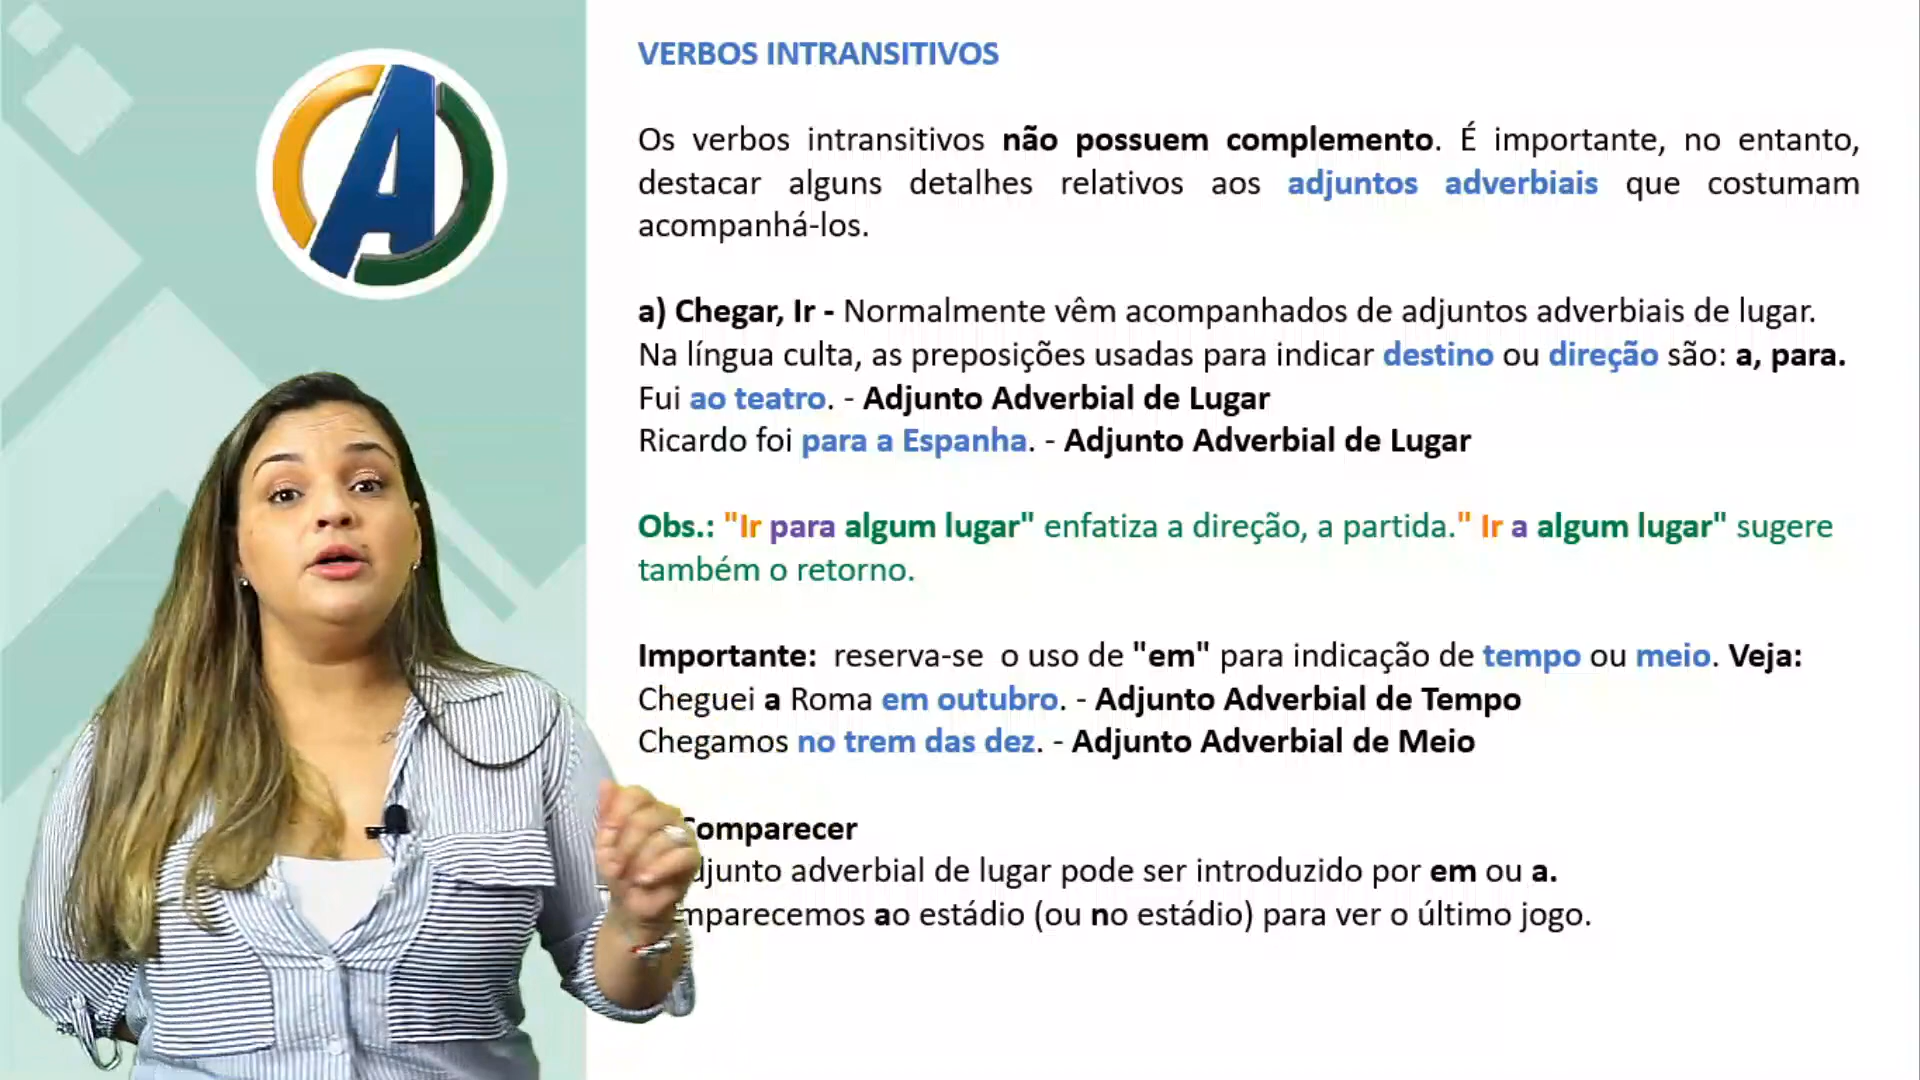 VERBOS INTRANSITIVOS
Os verbos intransitivos não possuem complemento. É importante, no entanto,
destacar alguns detalhes relativos aos adjuntos adverbiais que costumam
acompanhá-los.
a) Chegar, Ir - Normalmente vêm acompanhados de adjuntos adverbiais de lugar.
Na língua culta, as preposições usadas para indicar destino ou direção são: a, para.
Fui ao teatro. - Adjunto Adverbial de Lugar
Ricardo foi para a Espanha. - Adjunto Adverbial de Lugar
Obs.: "Ir para algum lugar" enfatiza a direção, a partida." Ir a algum lugar" sugere
também o retorno.
Importante:  reserva-se  o uso de "em" para indicação de tempo ou meio. Veja:
Cheguei a Roma em outubro. - Adjunto Adverbial de Tempo
Chegamos no trem das dez. - Adjunto Adverbial de Meio
Comparecer
djunto adverbial de lugar pode ser introduzido por em ou a.
mparecemos ao estádio (ou no estádio) para ver o último jogo.